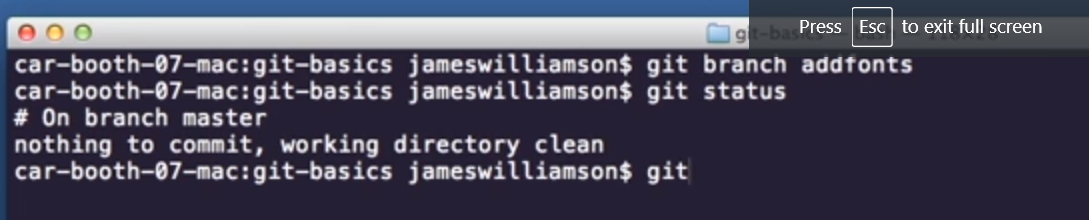 Press Esc to exit full screen
car-booth-07-mac:git-basics jameswilliamson$ git branch addfonts
car-booth-07-mac:git-basics jameswilliamson$ git status
# On branch master
nothing to commit, working directory clean
car-booth-07-mac:git-basics jameswilliamson$ git